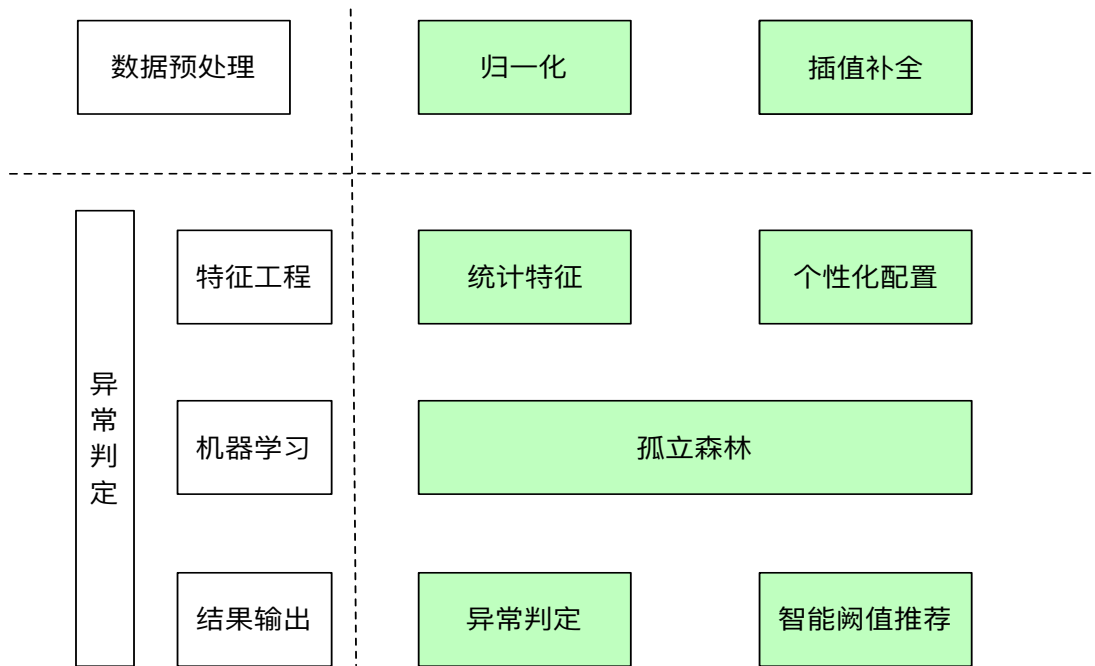 数据预处理
归一化
插值补全
异常判定
特征工程
统计特征
个性化配置
机器学习
孤立森林
结果输出
异常判定
智能阙值推荐